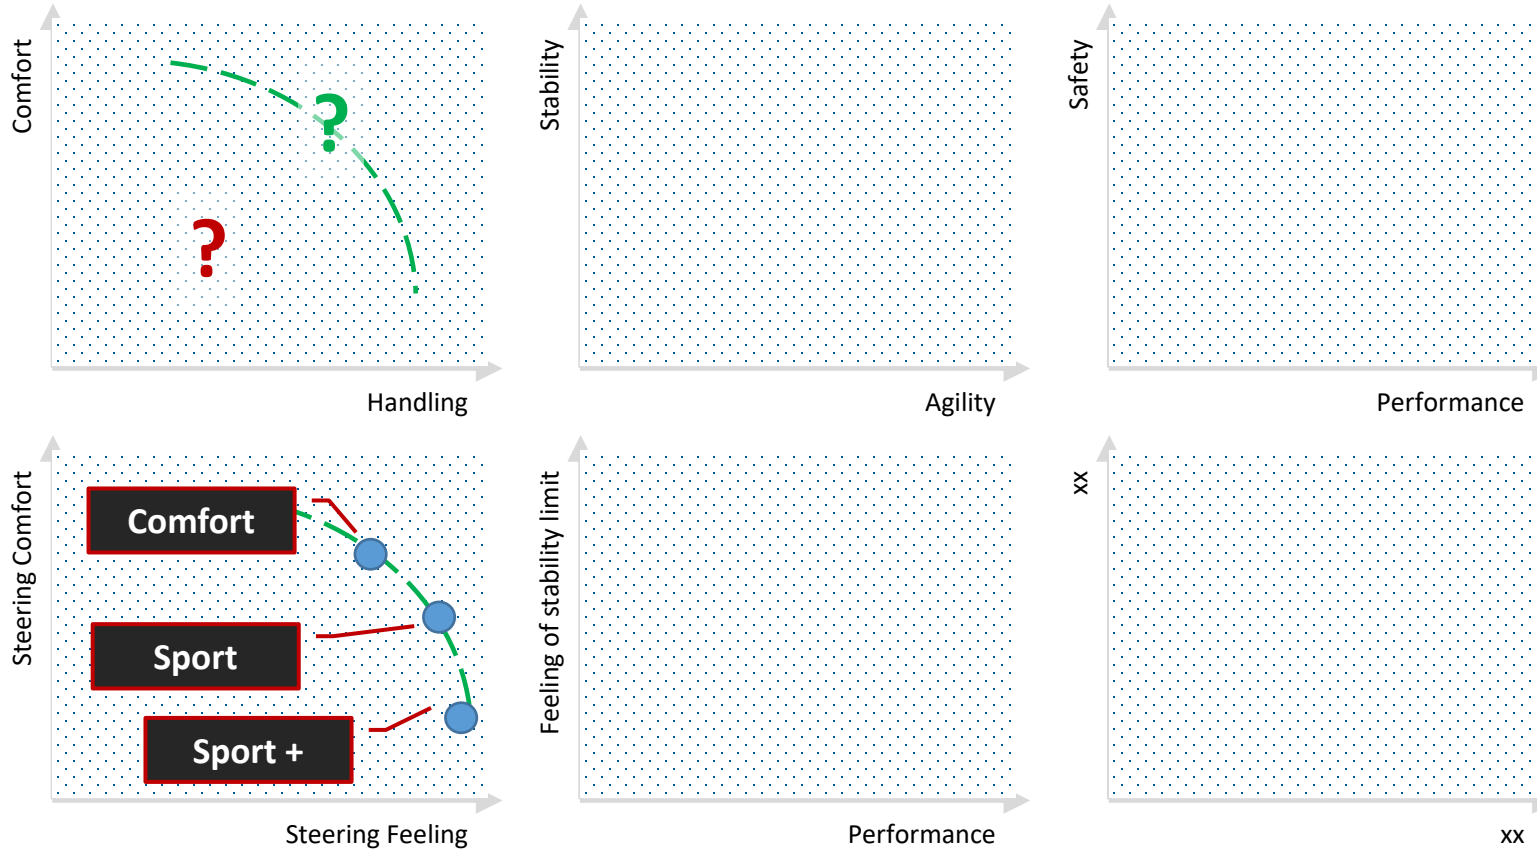 Comfort
?
?
Handling
Stability
Agility
Safety
Performance
Steering Comfort
Comfort
Sport
Sport +
Steering Feeling
Feeling of stability limit
Performance
xx
xx